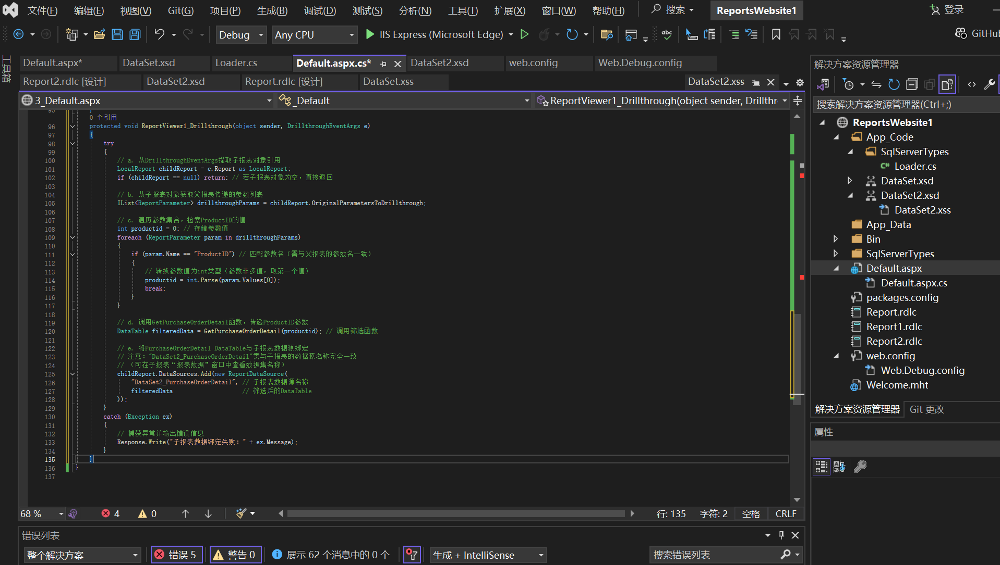 文件(F) 编辑(E) 视图(V) Git(G) 项目(P) 生成(B) 调试(D) 测试(S) 分析(N) 工具(T) 扩展(X) 窗口(W) 帮助(H) 搜索 ReportsWebsite1 登录
Debug Any CPU IIS Express (Microsoft Edge) abc GitHub
工具箱
Default.aspx* DataSet.xsd Loader.cs Default.aspx.cs* DataSet2.xsd web.config Web.Debug.config
Report2.rdlc [设计] DataSet2.xsd Report.rdlc [设计] DataSet.xss DataSet2.xss
3_Default.aspx _Default ReportViewer1_Drillthrough(object sender, Drillthr
95 }
0 个引用
96 protected void ReportViewer1_Drillthrough(object sender, DrillthroughEventArgs e)
97 {
98 try
99 {
100 // a. 从DrillthroughEventArgs提取子报表对象引用
101 LocalReport childReport = e.Report as LocalReport;
102 if (childReport == null) return; // 若子报表对象为空，直接返回
103
104 // b. 从子报表对象获取父报表传递的参数列表
105 IList<ReportParameter> drillthroughParams = childReport.OriginalParametersToDrillthrough;
106
107 // c. 遍历参数集合，检索ProductID的值
108 int productid = 0; // 存储参数值
109 foreach (ReportParameter param in drillthroughParams)
110 {
111 if (param.Name == "ProductID") // 匹配参数名（需与父报表的参数名一致）
112 {
113 // 转换参数值为int类型（参数非多值，取第一个值）
114 productid = int.Parse(param.Values[0]);
115 break;
116 }
117 }
118
119 // d. 调用GetPurchaseOrderDetail函数，传递ProductID参数
120 DataTable filteredData = GetPurchaseOrderDetail(productid); // 调用筛选函数
121
122 // e. 将PurchaseOrderDetail DataTable与子报表数据源绑定
123 // 注意："DataSet2_PurchaseOrderDetail"需与子报表的数据源名称完全一致
124 // （可在子报表“报表数据”窗口中查看数据集名称）
125 childReport.DataSources.Add(new ReportDataSource(
126 "DataSet2_PurchaseOrderDetail", // 子报表数据源名称
127 filteredData // 筛选后的DataTable
128 ));
129 }
130 catch (Exception ex)
131 {
132 // 捕获异常并输出错误信息
133 Response.Write("子报表数据绑定失败：" + ex.Message);
134 }
135 }
136 }
137
68 % 4 0 行: 135 字符: 2 空格 CRLF
错误列表
整个解决方案 错误 5 警告 0 展示 62 个消息中的 0 个 生成 + IntelliSense 搜索错误列表
解决方案资源管理器
搜索解决方案资源管理器(Ctrl+;)
ReportsWebsite1
App_Code
SqlServerTypes
C# Loader.cs
DataSet.xsd
DataSet2.xsd
DataSet2.xss
App_Data
Bin
SqlServerTypes
Default.aspx
Default.aspx.cs
packages.config
Report.rdlc
Report1.rdlc
Report2.rdlc
web.config
Web.Debug.config
Welcome.mht
解决方案资源管理器 Git 更改
属性